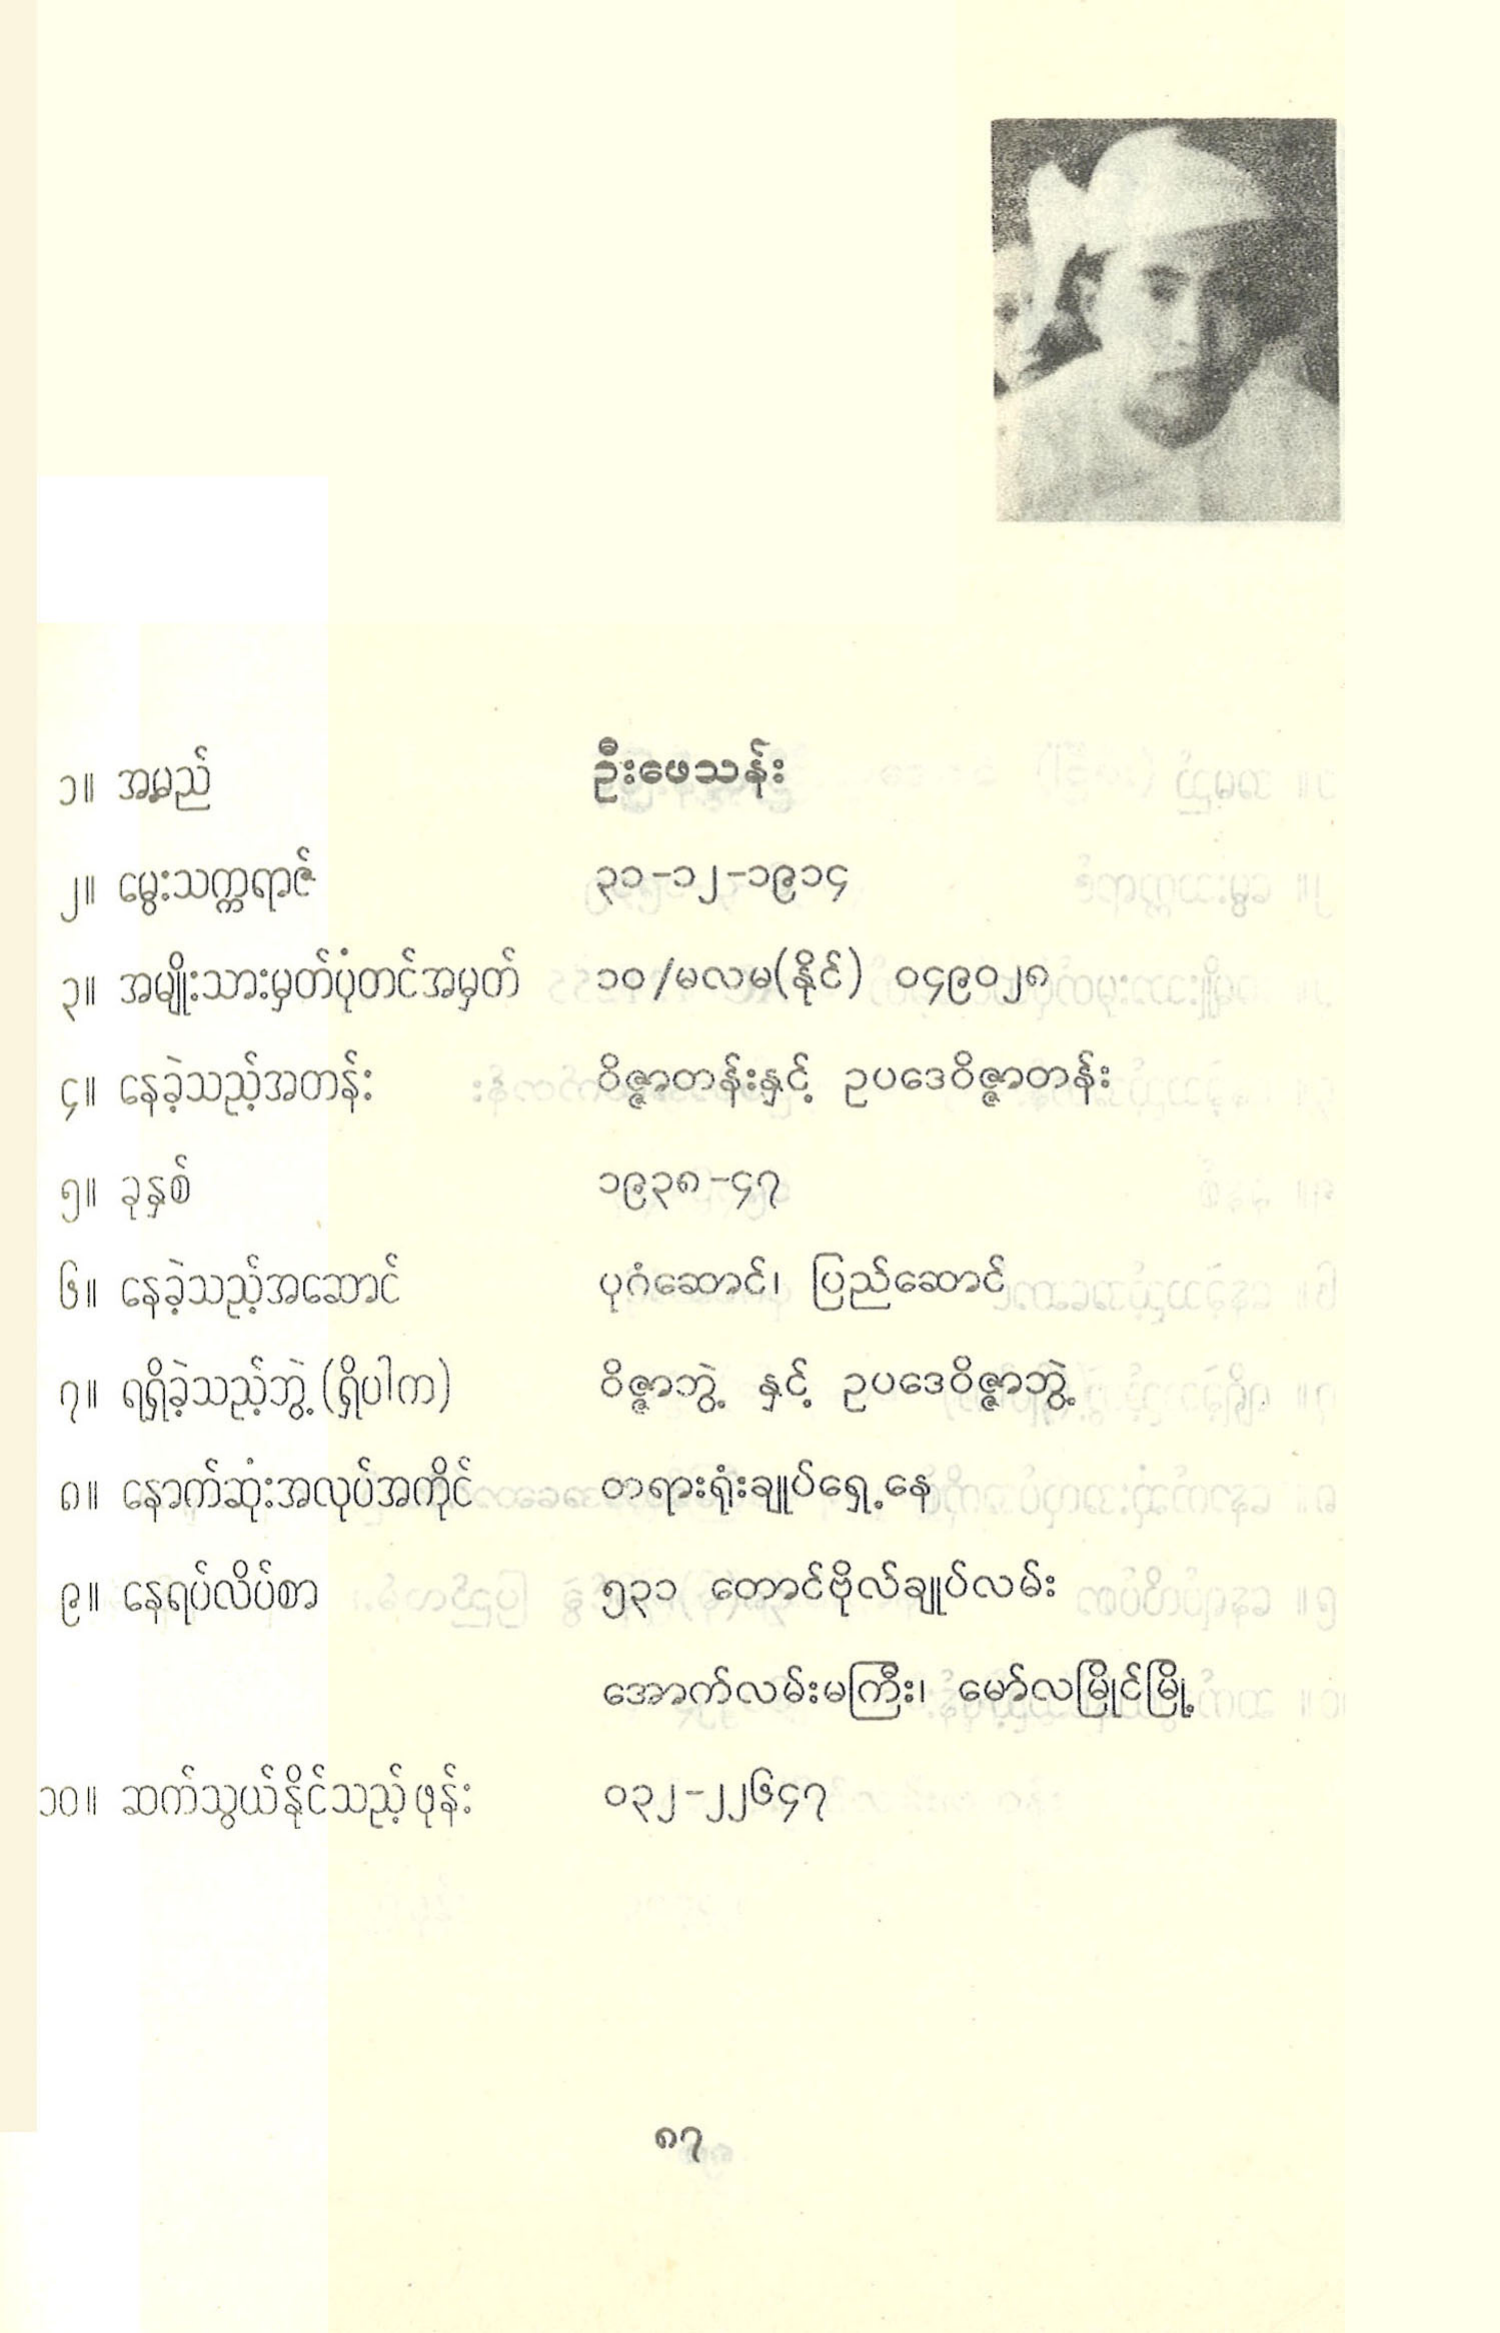 ၁။ အမည် ဦးဖေသန်း
၂။ မွေးသက္ကရာဇ် ၃၁-၁၂-၁၉၁၄
၃။ အမျိုးသားမှတ်ပုံတင်အမှတ် ၁၀/မလမ(နိုင်) ၀၄၉၀၂၈
၄။ နေခဲ့သည့်အတန်း ဝိဇ္ဇာတန်းနှင့် ဥပဒေဝိဇ္ဇာတန်း
၅။ ခုနှစ် ၁၉၃၈-၄၇
၆။ နေခဲ့သည့်အဆောင် ပုဂံဆောင်၊ ပြည်ဆောင်
၇။ ရရှိခဲ့သည့်ဘွဲ့(ရှိပါက) ဝိဇ္ဇာဘွဲ့ နှင့် ဥပဒေဝိဇ္ဇာဘွဲ့
၈။ နောက်ဆုံးအလုပ်အကိုင် တရားရုံးချုပ်ရှေ့နေ
၉။ နေရပ်လိပ်စာ ၅၃၁ တောင်ဗိုလ်ချုပ်လမ်း
အောက်လမ်းမကြီး၊ မော်လမြိုင်မြို့
၁၀။ ဆက်သွယ်နိုင်သည့်ဖုန်း ၀၃၂-၂၂၆၄၇
၈၇